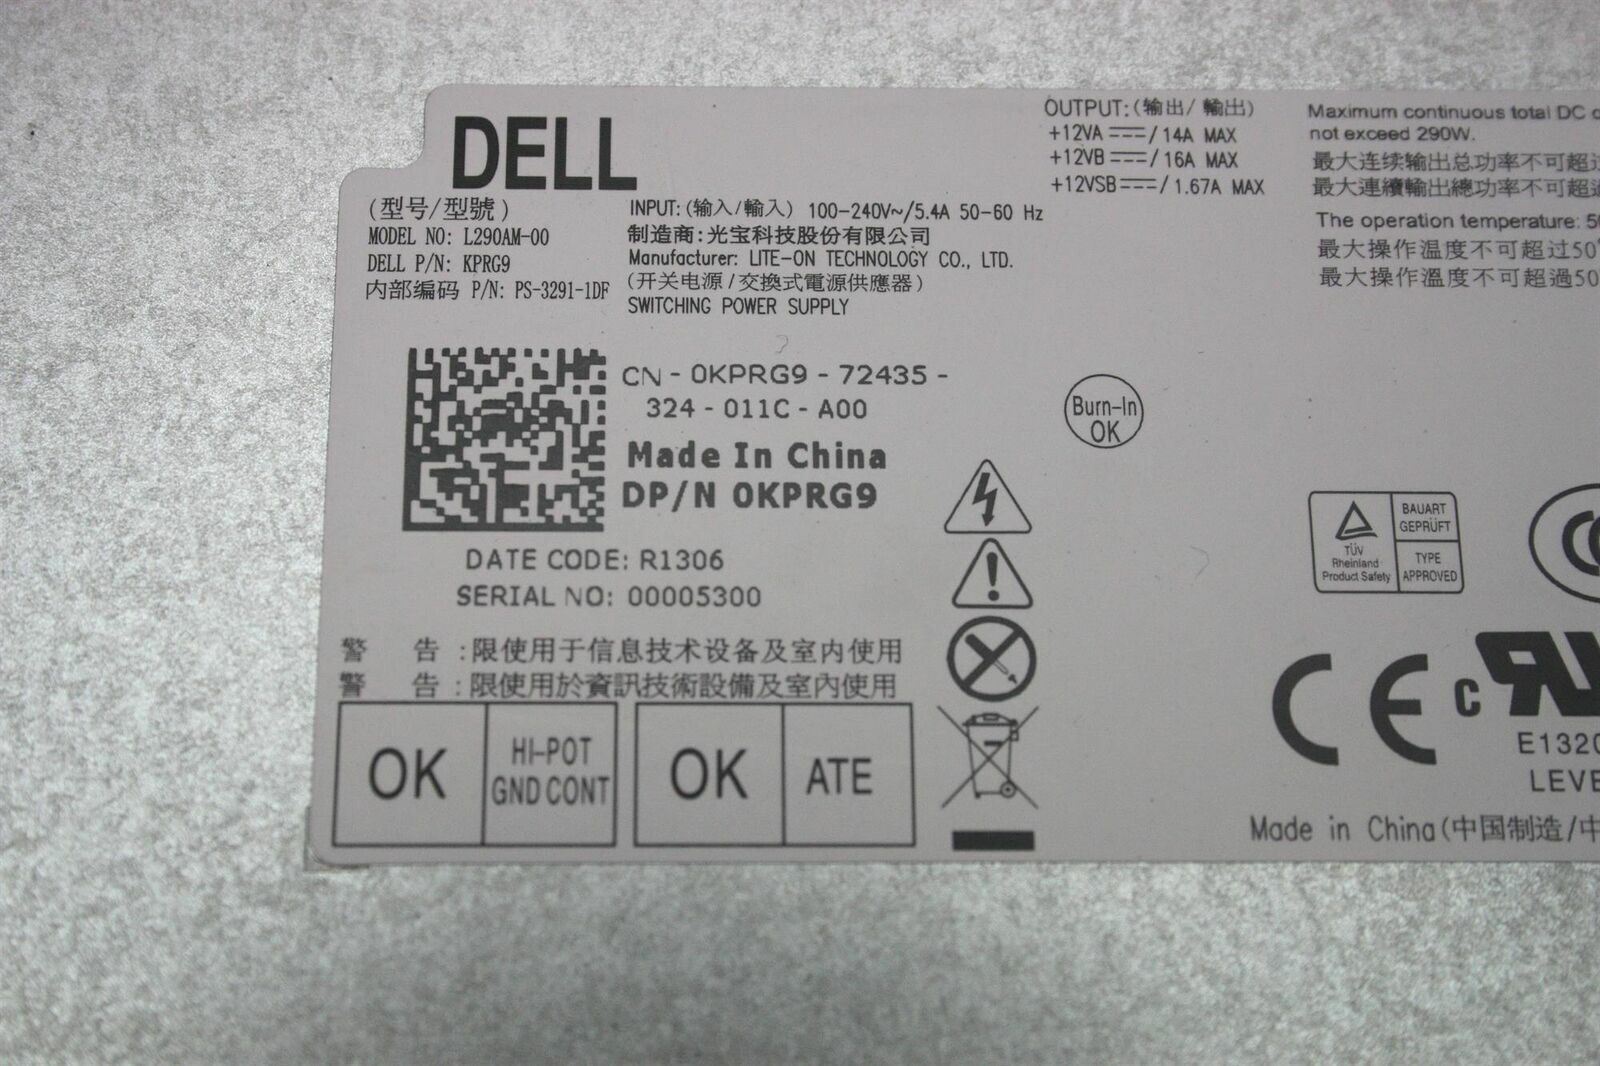 DELL
(型号/型號)
MODEL NO: L290AM-00
DELL P/N: KPRG9
内部编码 P/N: PS-3291-1DF
INPUT:(输入/輸入) 100-240V~/5.4A 50-60 Hz
制造商:光宝科技股份有限公司
Manufacturer: LITE-ON TECHNOLOGY CO., LTD.
(开关电源/交換式電源供應器)
SWITCHING POWER SUPPLY
OUTPUT:(输出/輸出)
+12VA⎓/14A MAX
+12VB⎓/16A MAX
+12VSB⎓/1.67A MAX
Maximum continuous total DC
not exceed 290W.
最大连续输出总功率不可超
最大連續輸出總功率不可超
The operation temperature: 
最大操作温度不可超过50
最大操作溫度不可超過50
CN - 0KPRG9 - 72435 -
324 - 011C - A00
Made In China
DP/N 0KPRG9
Burn-In
OK
DATE CODE: R1306
SERIAL NO: 00005300
TÜV
Rheinland
Product Safety
BAUART
GEPRÜFT
TYPE
APPROVED
警 告:限使用于信息技术设备及室内使用
警 告:限使用於資訊技術設備及室內使用
OK
HI-POT
GND CONT
OK
ATE
CE
c
E132
Made in China(中国制造/